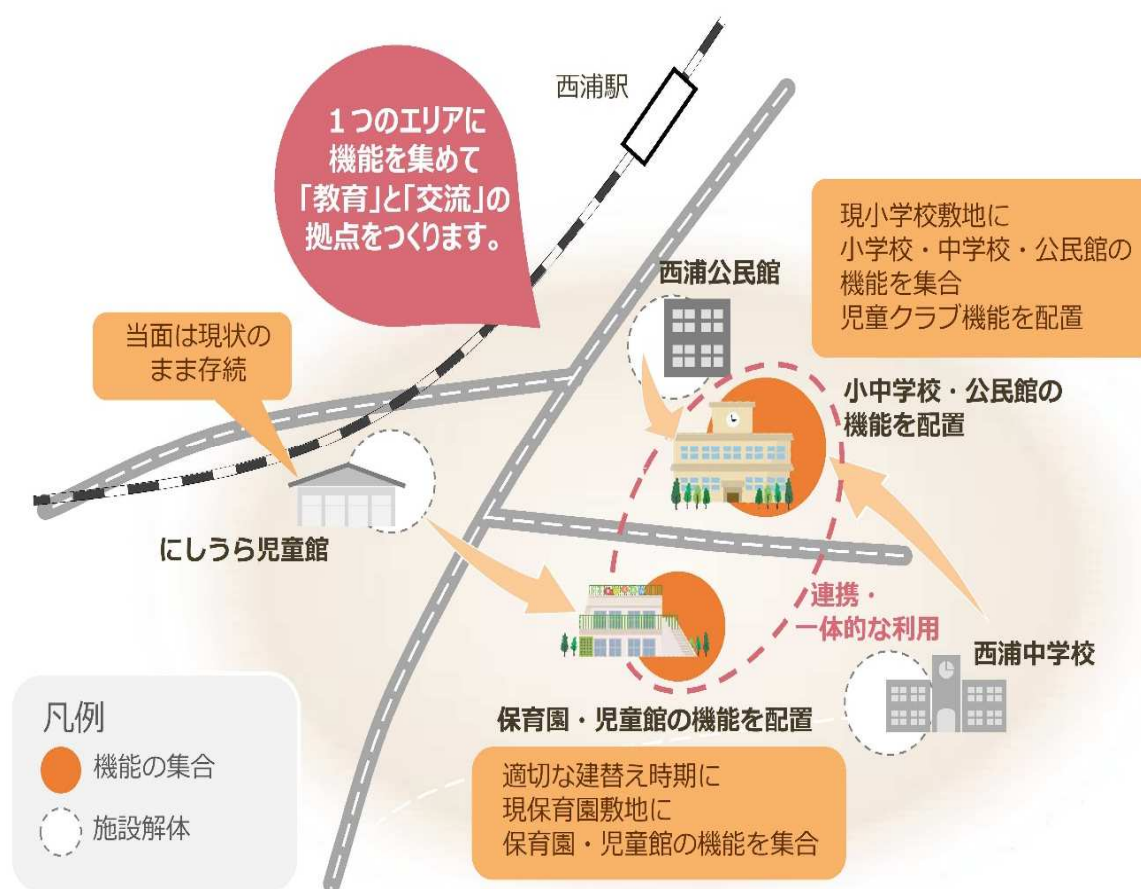 西浦駅
1つのエリアに
機能を集めて
「教育」と「交流」の
拠点をつくります。
現小学校敷地に
小学校・中学校・公民館の
機能を集合
児童クラブ機能を配置
西浦公民館
当面は現状の
まま存続
小中学校・公民館の
機能を配置
にしうら児童館
連携・
一体的な利用
西浦中学校
保育園・児童館の機能を配置
適切な建替え時期に
現保育園敷地に
保育園・児童館の機能を集合
凡例
機能の集合
施設解体